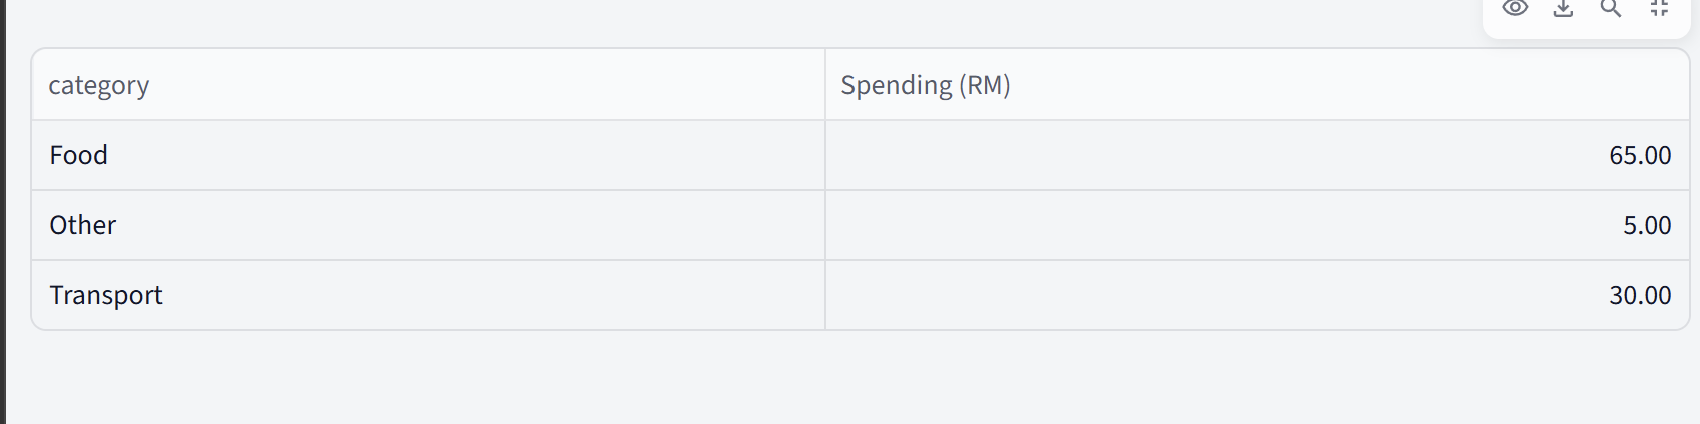 category Spending (RM)
Food 65.00
Other 5.00
Transport 30.00